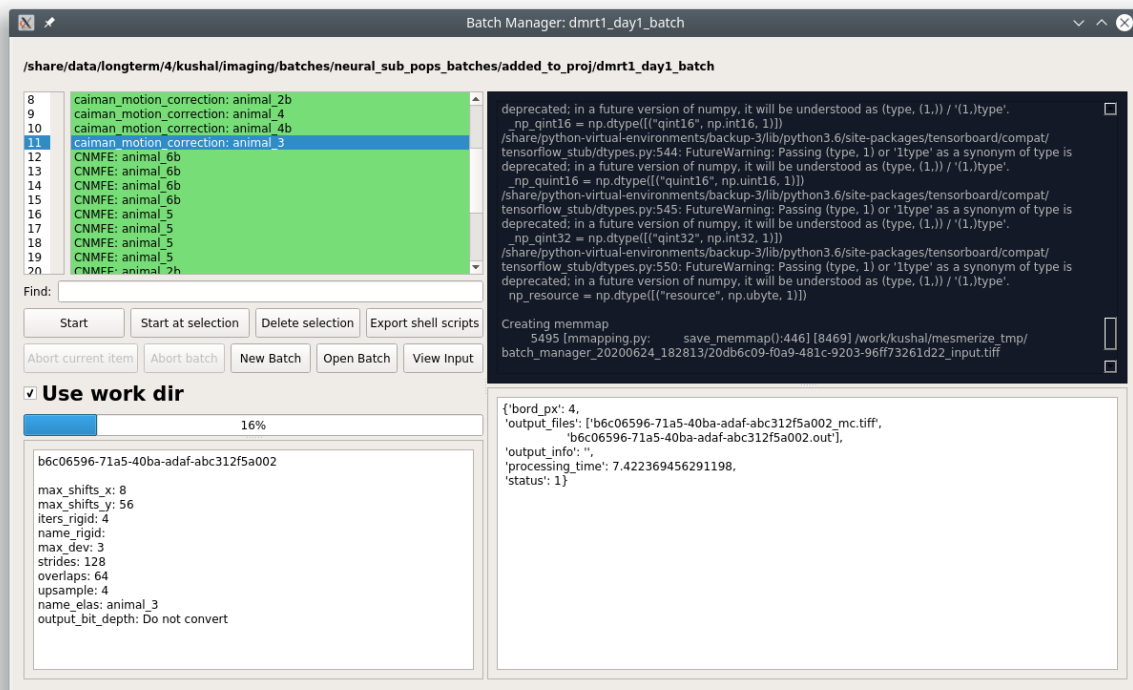 Batch Manager: dmrt1_day1_batch
/share/data/longterm/4/kushal/imaging/batches/neural_sub_pops_batches/added_to_proj/dmrt1_day1_batch
8 caiman_motion_correction: animal_2b
9 caiman_motion_correction: animal_4
10 caiman_motion_correction: animal_4b
11 caiman_motion_correction: animal_3
12 CNMFE: animal_6b
13 CNMFE: animal_6b
14 CNMFE: animal_6b
15 CNMFE: animal_6b
16 CNMFE: animal_5
17 CNMFE: animal_5
18 CNMFE: animal_5
19 CNMFE: animal_5
20 CNMFE: animal_2b
Find:
Start Start at selection Delete selection Export shell scripts
Abort current item Abort batch New Batch Open Batch View Input
Use work dir
16%
b6c06596-71a5-40ba-adaf-abc312f5a002
max_shifts_x: 8
max_shifts_y: 56
iters_rigid: 4
name_rigid:
max_dev: 3
strides: 128
overlaps: 64
upsample: 4
name_elas: animal_3
output_bit_depth: Do not convert
deprecated; in a future version of numpy, it will be understood as (type, (1,)) / '(1,)type'.
_np_qint16 = np.dtype([("qint16", np.int16, 1)])
/share/python-virtual-environments/backup-3/lib/python3.6/site-packages/tensorboard/compat/
tensorflow_stub/dtypes.py:544: FutureWarning: Passing (type, 1) or '1type' as a synonym of type is
deprecated; in a future version of numpy, it will be understood as (type, (1,)) / '(1,)type'.
_np_quint16 = np.dtype([("quint16", np.uint16, 1)])
/share/python-virtual-environments/backup-3/lib/python3.6/site-packages/tensorboard/compat/
tensorflow_stub/dtypes.py:545: FutureWarning: Passing (type, 1) or '1type' as a synonym of type is
deprecated; in a future version of numpy, it will be understood as (type, (1,)) / '(1,)type'.
_np_qint32 = np.dtype([("qint32", np.int32, 1)])
/share/python-virtual-environments/backup-3/lib/python3.6/site-packages/tensorboard/compat/
tensorflow_stub/dtypes.py:550: FutureWarning: Passing (type, 1) or '1type' as a synonym of type is
deprecated; in a future version of numpy, it will be understood as (type, (1,)) / '(1,)type'.
np_resource = np.dtype([("resource", np.ubyte, 1)])
Creating memmap
5495 [mmapping.py: save_memmap():446] [8469] /work/kushal/mesmerize_tmp/
batch_manager_20200624_182813/20db6c09-f0a9-481c-9203-96ff73261d22_input.tiff
{'bord_px': 4,
'output_files': ['b6c06596-71a5-40ba-adaf-abc312f5a002_mc.tiff',
'b6c06596-71a5-40ba-adaf-abc312f5a002.out'],
'output_info': '',
'processing_time': 7.422369456291198,
'status': 1}